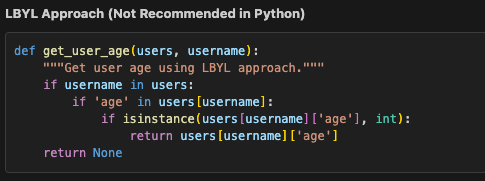 LBYL Approach (Not Recommended in Python)
def get_user_age(users, username):
    """Get user age using LBYL approach."""
    if username in users:
        if 'age' in users[username]:
            if isinstance(users[username]['age'], int):
                return users[username]['age']
    return None